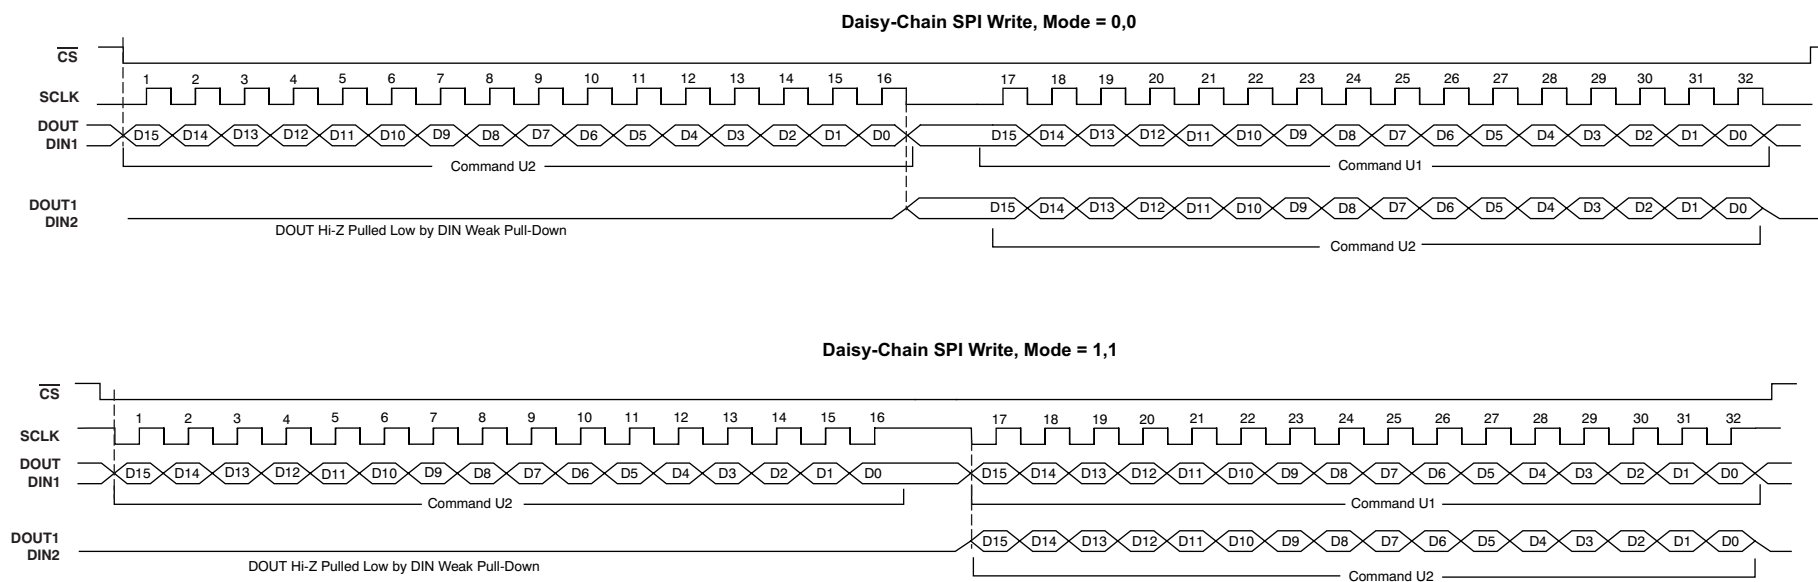 Daisy-Chain SPI Write, Mode = 0,0
CS
1 2 3 4 5 6 7 8 9 10 11 12 13 14 15 16 17 18 19 20 21 22 23 24 25 26 27 28 29 30 31 32
SCLK
DOUT
DIN1
D15 D14 D13 D12 D11 D10 D9 D8 D7 D6 D5 D4 D3 D2 D1 D0 D15 D14 D13 D12 D11 D10 D9 D8 D7 D6 D5 D4 D3 D2 D1 D0
Command U2 Command U1
DOUT1
DIN2
D15 D14 D13 D12 D11 D10 D9 D8 D7 D6 D5 D4 D3 D2 D1 D0
DOUT Hi-Z Pulled Low by DIN Weak Pull-Down
Command U2
Daisy-Chain SPI Write, Mode = 1,1
CS
1 2 3 4 5 6 7 8 9 10 11 12 13 14 15 16 17 18 19 20 21 22 23 24 25 26 27 28 29 30 31 32
SCLK
DOUT
DIN1
D15 D14 D13 D12 D11 D10 D9 D8 D7 D6 D5 D4 D3 D2 D1 D0 D15 D14 D13 D12 D11 D10 D9 D8 D7 D6 D5 D4 D3 D2 D1 D0
Command U2 Command U1
DOUT1
DIN2
D15 D14 D13 D12 D11 D10 D9 D8 D7 D6 D5 D4 D3 D2 D1 D0
DOUT Hi-Z Pulled Low by DIN Weak Pull-Down
Command U2